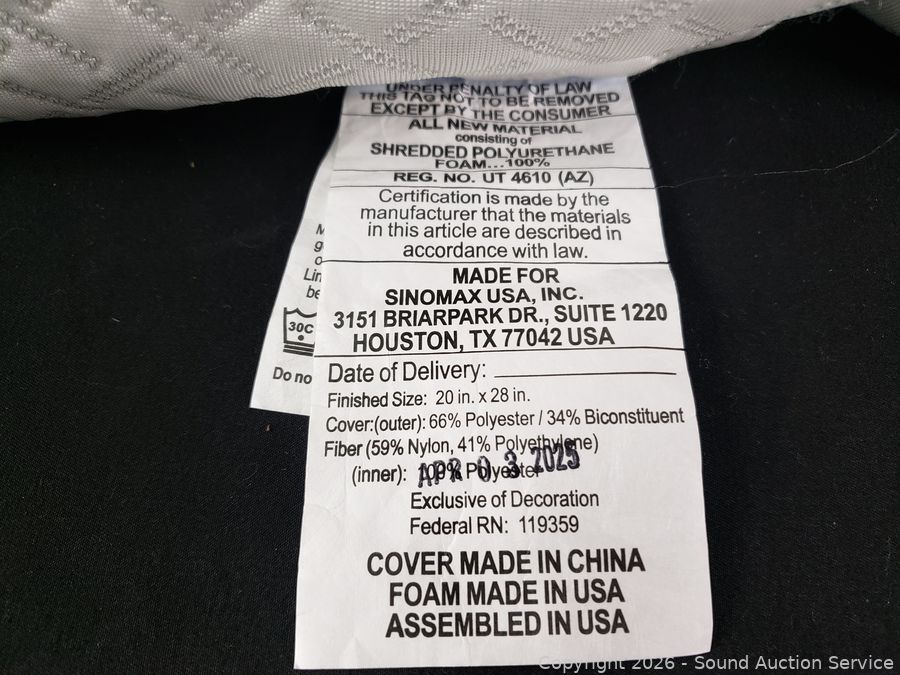 UNDER PENALTY OF LAW
THIS TAG NOT TO BE REMOVED
EXCEPT BY THE CONSUMER
ALL NEW MATERIAL
consisting of
SHREDDED POLYURETHANE
FOAM...100%
REG. NO. UT 4610 (AZ)
Certification is made by the
manufacturer that the materials
in this article are described in
accordance with law.
MADE FOR
SINOMAX USA, INC.
3151 BRIARPARK DR., SUITE 1220
HOUSTON, TX 77042 USA
Date of Delivery:
Finished Size: 20 in. x 28 in.
Cover:(outer): 66% Polyester / 34% Biconstituent
Fiber (59% Nylon, 41% Polyethylene)
(inner): 100% Polyester
APR 03 2025
Exclusive of Decoration
Federal RN: 119359
COVER MADE IN CHINA
FOAM MADE IN USA
ASSEMBLED IN USA
30C
Do no
Copyright 2026 - Sound Auction Service